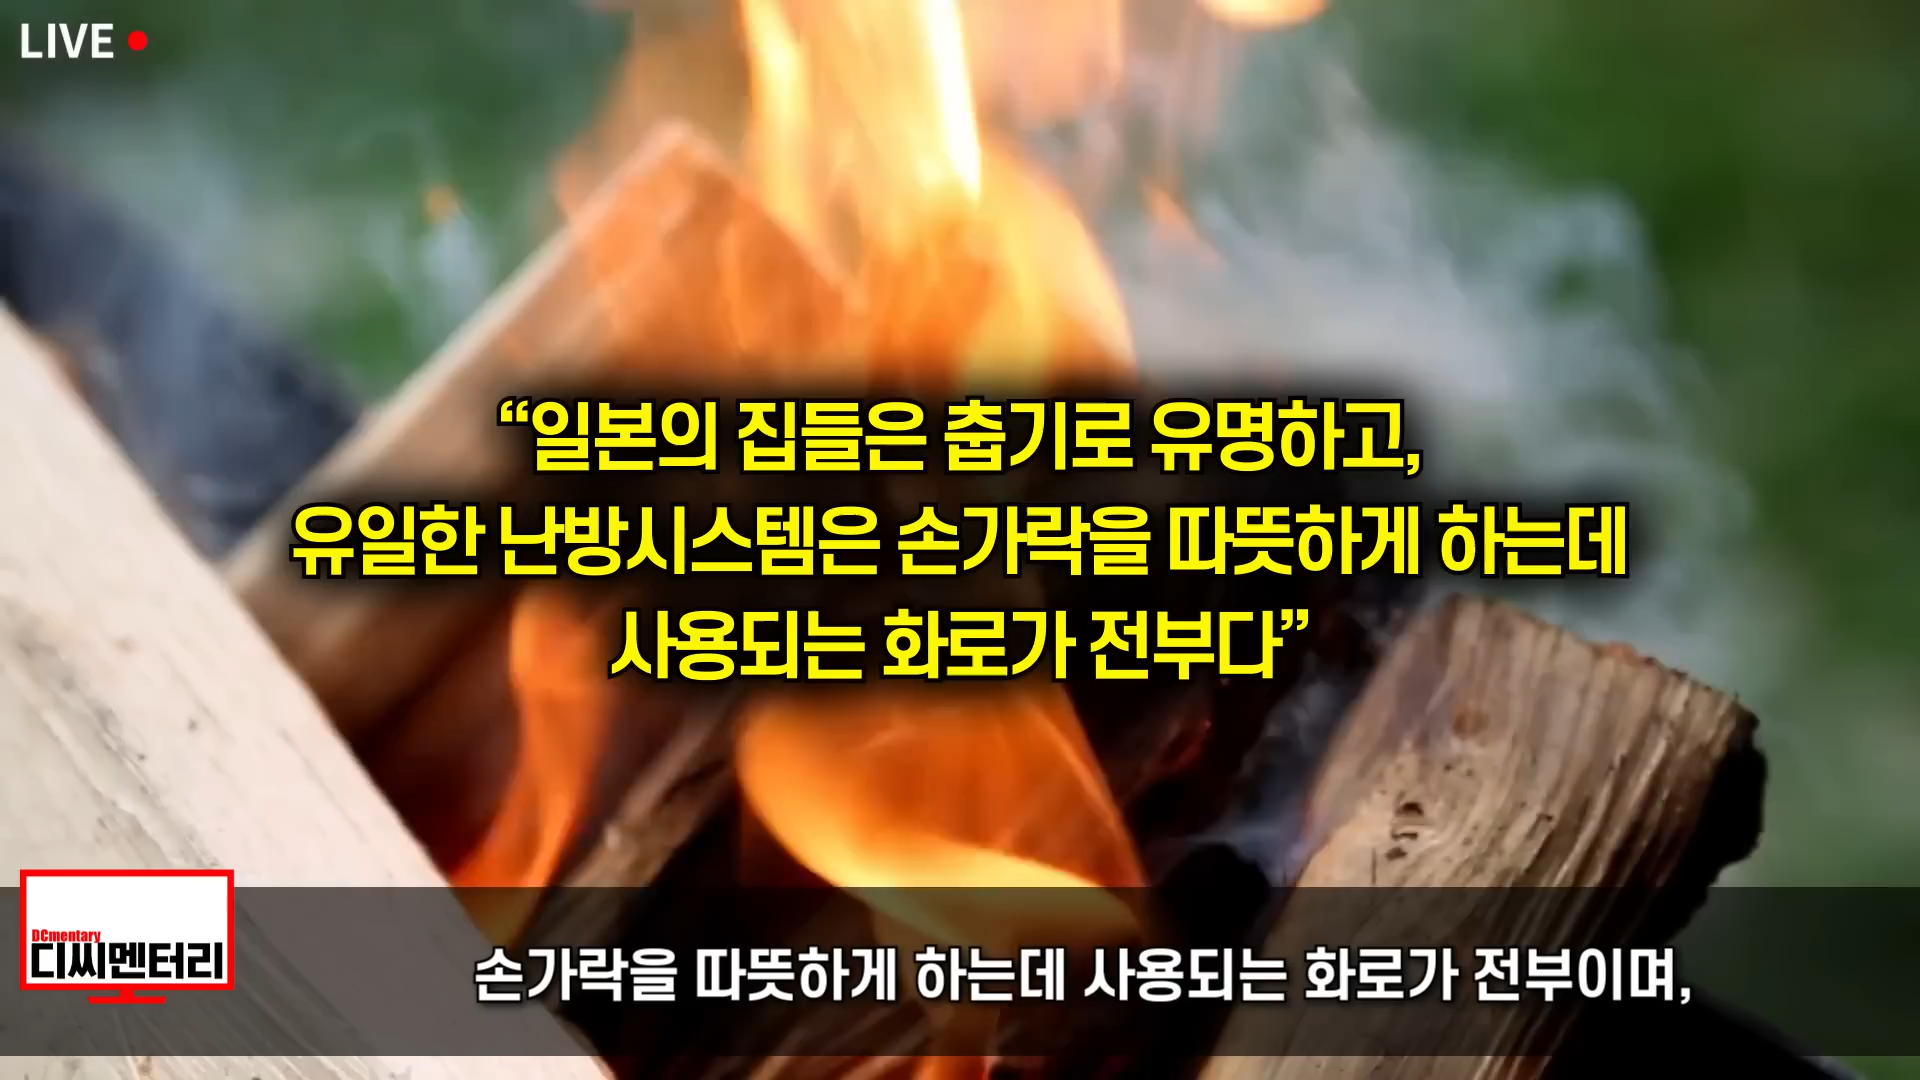 LIVE
“일본의 집들은 춥기로 유명하고,
유일한 난방시스템은 손가락을 따뜻하게 하는데
사용되는 화로가 전부다”
DCmentary
디씨멘터리
손가락을 따뜻하게 하는데 사용되는 화로가 전부이며,